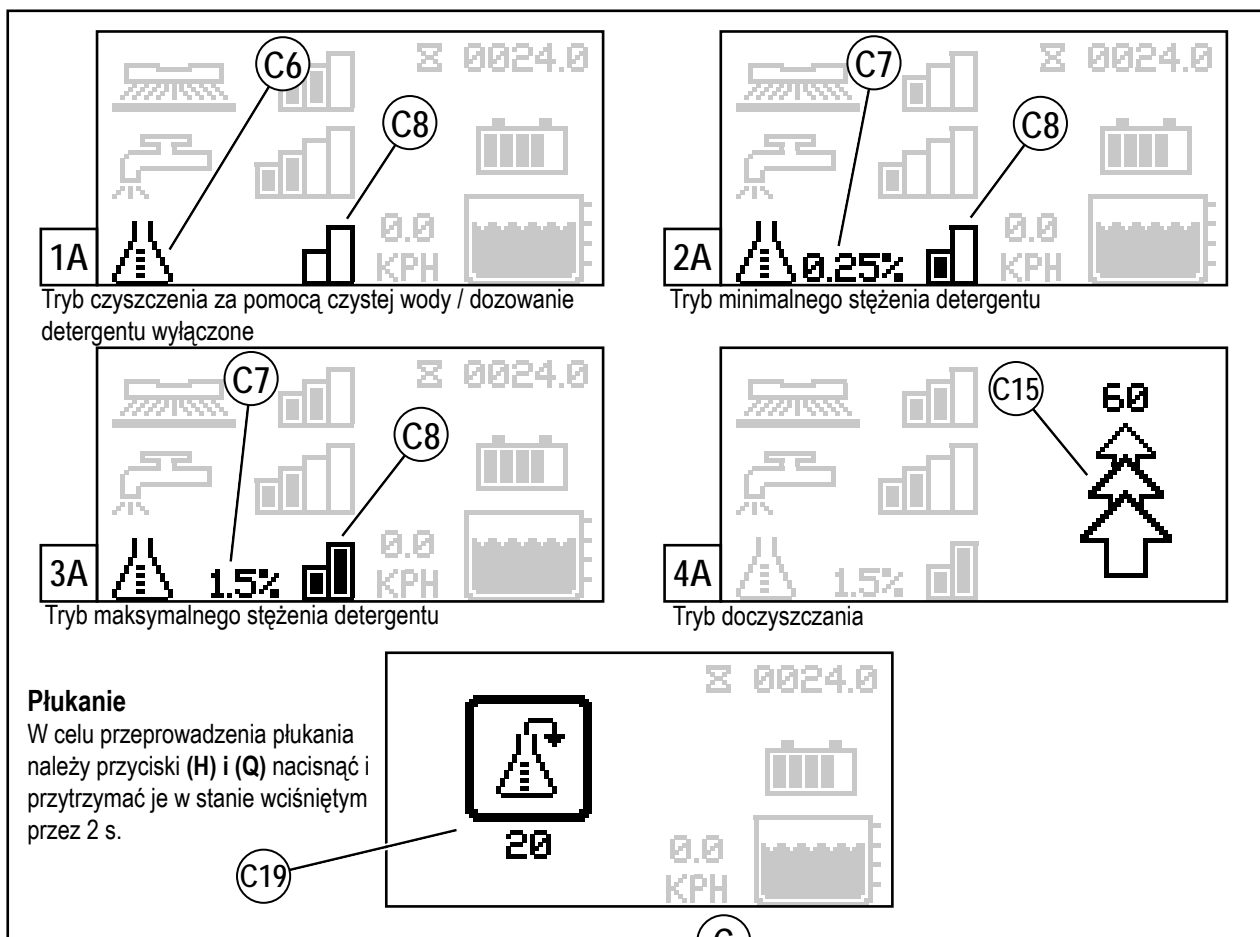 C6
0024.0
C8
0.0
KPH
1A
Tryb czyszczenia za pomocą czystej wody / dozowanie
detergentu wyłączone
C7
0024.0
C8
0.25%
0.0
KPH
2A
Tryb minimalnego stężenia detergentu
C7
0024.0
C8
1.5%
0.0
KPH
3A
Tryb maksymalnego stężenia detergentu
C15
60
1.5%
4A
Tryb doczyszczania
Płukanie
W celu przeprowadzenia płukania
należy przyciski (H) i (Q) nacisnąć i
przytrzymać je w stanie wciśniętym
przez 2 s.
0024.0
20
0.0
KPH
C19